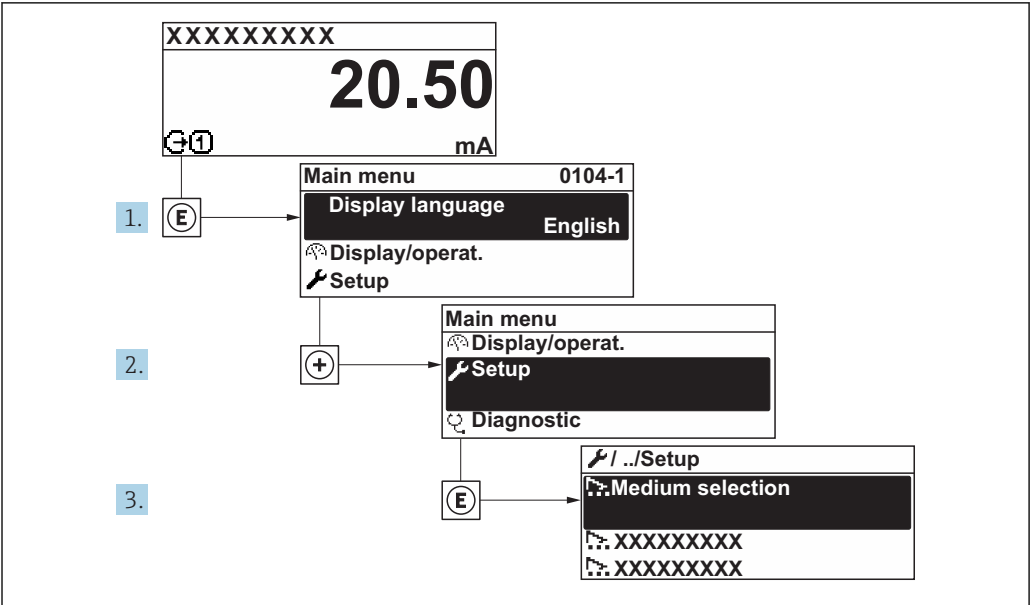 XXXXXXXXX
20.50
mA
1.
E
Main menu 0104-1
Display language
English
Display/operat.
Setup
2.
+
Main menu
Display/operat.
Setup
Diagnostic
3.
E
/ ../Setup
Medium selection
XXXXXXXXX
XXXXXXXXX